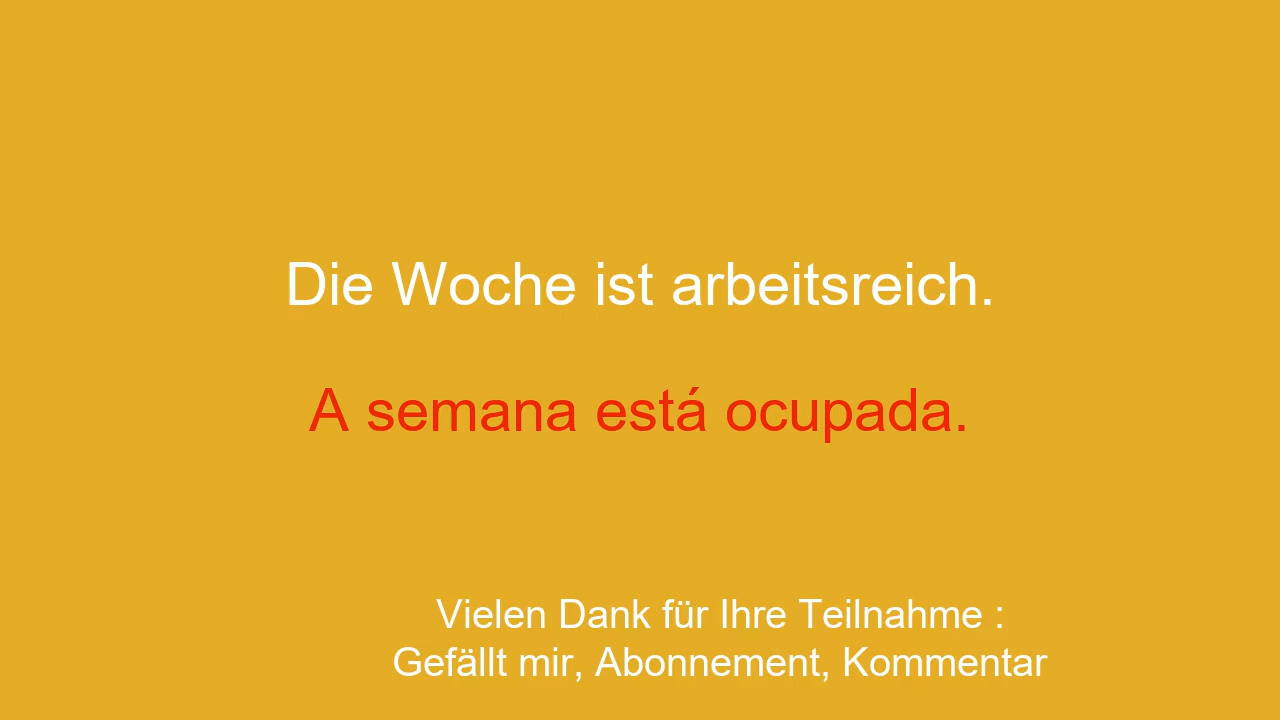 Die Woche ist arbeitsreich.
A semana está ocupada.
Vielen Dank für Ihre Teilnahme :
Gefällt mir, Abonnement, Kommentar